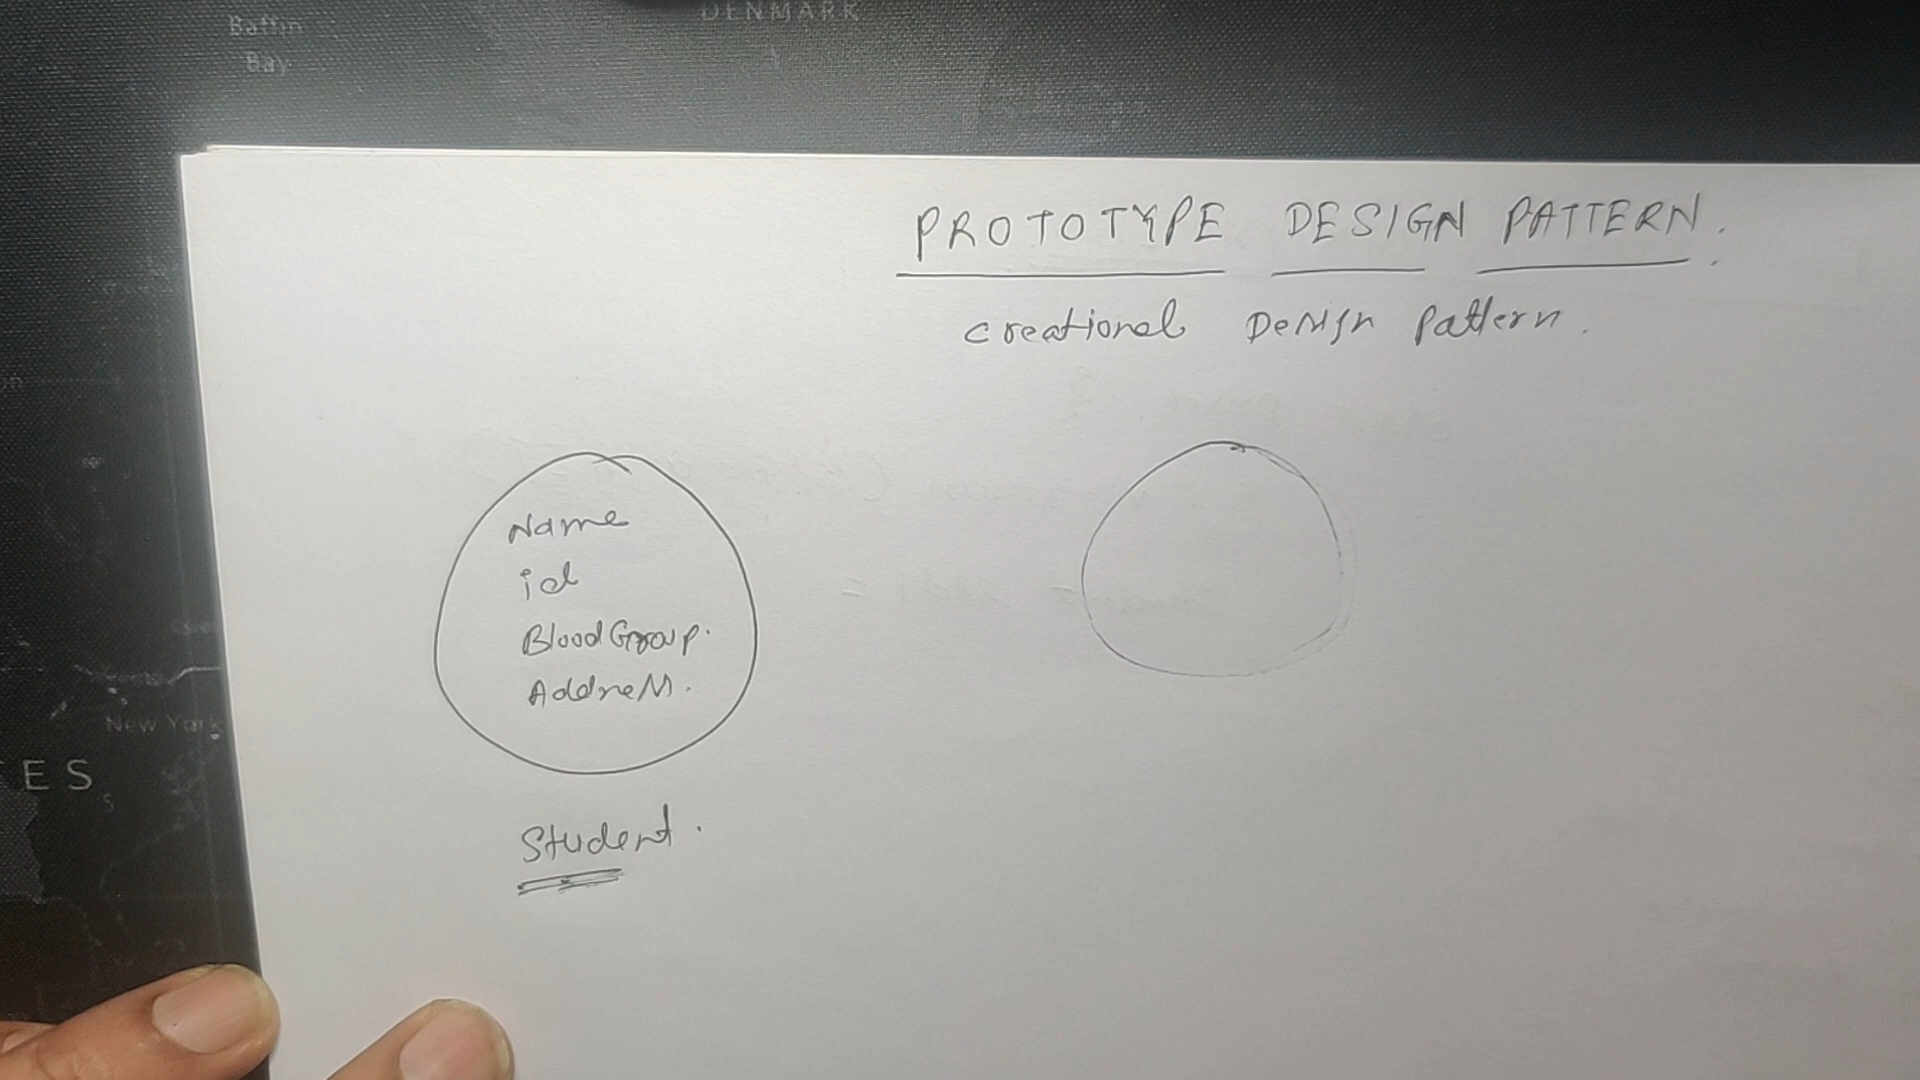 Baffin
Bay
DENMARK
PROTOTYPE DESIGN PATTERN.
creational Design Pattern.
Name
id
Blood Group.
Address.
New York
ES
Student.